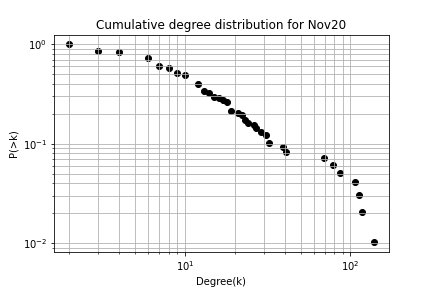 Cumulative degree distribution for Nov20
10⁰
10⁻¹
10⁻²
P(>k)
10¹
10²
Degree(k)